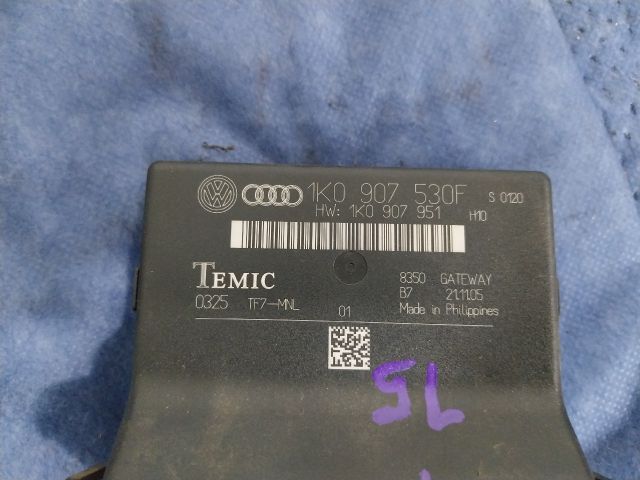 1K0 907 530F S 0120
HW: 1K0 907 951 H10
TEMIC
8350 GATEWAY
0325 TF7-MNL
01
B7 21.11.05
Made in Philippines
15